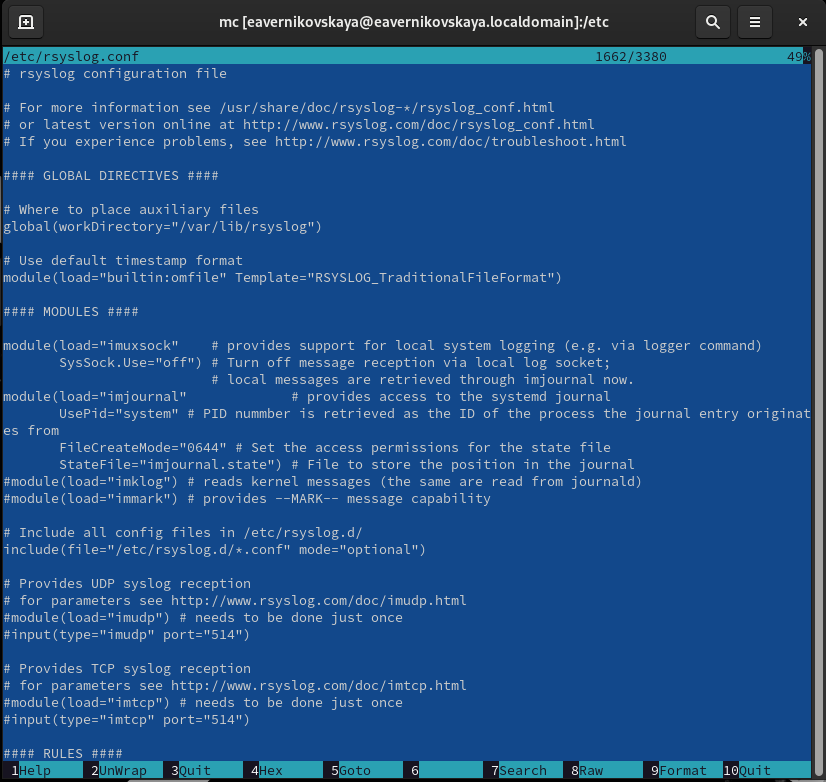 mc [eavernikovskaya@eavernikovskaya.localdomain]:/etc
/etc/rsyslog.conf 1662/3380 49%
# rsyslog configuration file

# For more information see /usr/share/doc/rsyslog-*/rsyslog_conf.html
# or latest version online at http://www.rsyslog.com/doc/rsyslog_conf.html
# If you experience problems, see http://www.rsyslog.com/doc/troubleshoot.html

#### GLOBAL DIRECTIVES ####

# Where to place auxiliary files
global(workDirectory="/var/lib/rsyslog")

# Use default timestamp format
module(load="builtin:omfile" Template="RSYSLOG_TraditionalFileFormat")

#### MODULES ####

module(load="imuxsock"    # provides support for local system logging (e.g. via logger command)
       SysSock.Use="off") # Turn off message reception via local log socket;
                          # local messages are retrieved through imjournal now.
module(load="imjournal"             # provides access to the systemd journal
       UsePid="system" # PID nummber is retrieved as the ID of the process the journal entry originat
es from
       FileCreateMode="0644" # Set the access permissions for the state file
       StateFile="imjournal.state") # File to store the position in the journal
#module(load="imklog") # reads kernel messages (the same are read from journald)
#module(load="immark") # provides --MARK-- message capability

# Include all config files in /etc/rsyslog.d/
include(file="/etc/rsyslog.d/*.conf" mode="optional")

# Provides UDP syslog reception
# for parameters see http://www.rsyslog.com/doc/imudp.html
#module(load="imudp") # needs to be done just once
#input(type="imudp" port="514")

# Provides TCP syslog reception
# for parameters see http://www.rsyslog.com/doc/imtcp.html
#module(load="imtcp") # needs to be done just once
#input(type="imtcp" port="514")

#### RULES ####
1Help 2UnWrap 3Quit 4Hex 5Goto 6 7Search 8Raw 9Format 10Quit